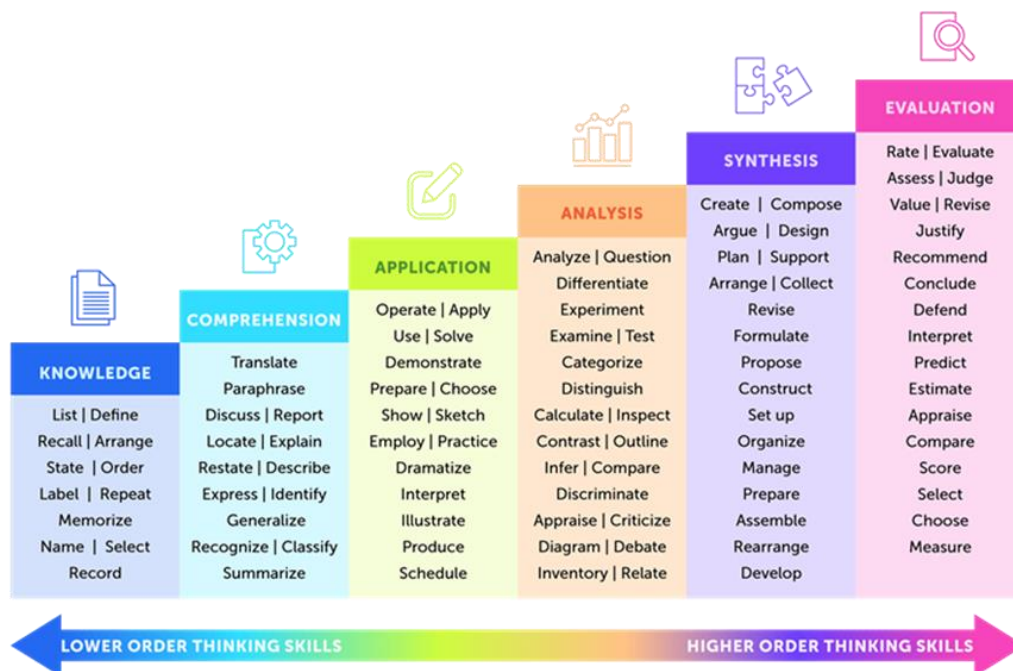 KNOWLEDGE
List | Define
Recall | Arrange
State | Order
Label | Repeat
Memorize
Name | Select
Record
COMPREHENSION
Translate
Paraphrase
Discuss | Report
Locate | Explain
Restate | Describe
Express | Identify
Generalize
Recognize | Classify
Summarize
APPLICATION
Operate | Apply
Use | Solve
Demonstrate
Prepare | Choose
Show | Sketch
Employ | Practice
Dramatize
Interpret
Illustrate
Produce
Schedule
ANALYSIS
Analyze | Question
Differentiate
Experiment
Examine | Test
Categorize
Distinguish
Calculate | Inspect
Contrast | Outline
Infer | Compare
Discriminate
Appraise | Criticize
Diagram | Debate
Inventory | Relate
SYNTHESIS
Create | Compose
Argue | Design
Plan | Support
Arrange | Collect
Revise
Formulate
Propose
Construct
Set up
Organize
Manage
Prepare
Assemble
Rearrange
Develop
EVALUATION
Rate | Evaluate
Assess | Judge
Value | Revise
Justify
Recommend
Conclude
Defend
Interpret
Predict
Estimate
Appraise
Compare
Score
Select
Choose
Measure
LOWER ORDER THINKING SKILLS
HIGHER ORDER THINKING SKILLS